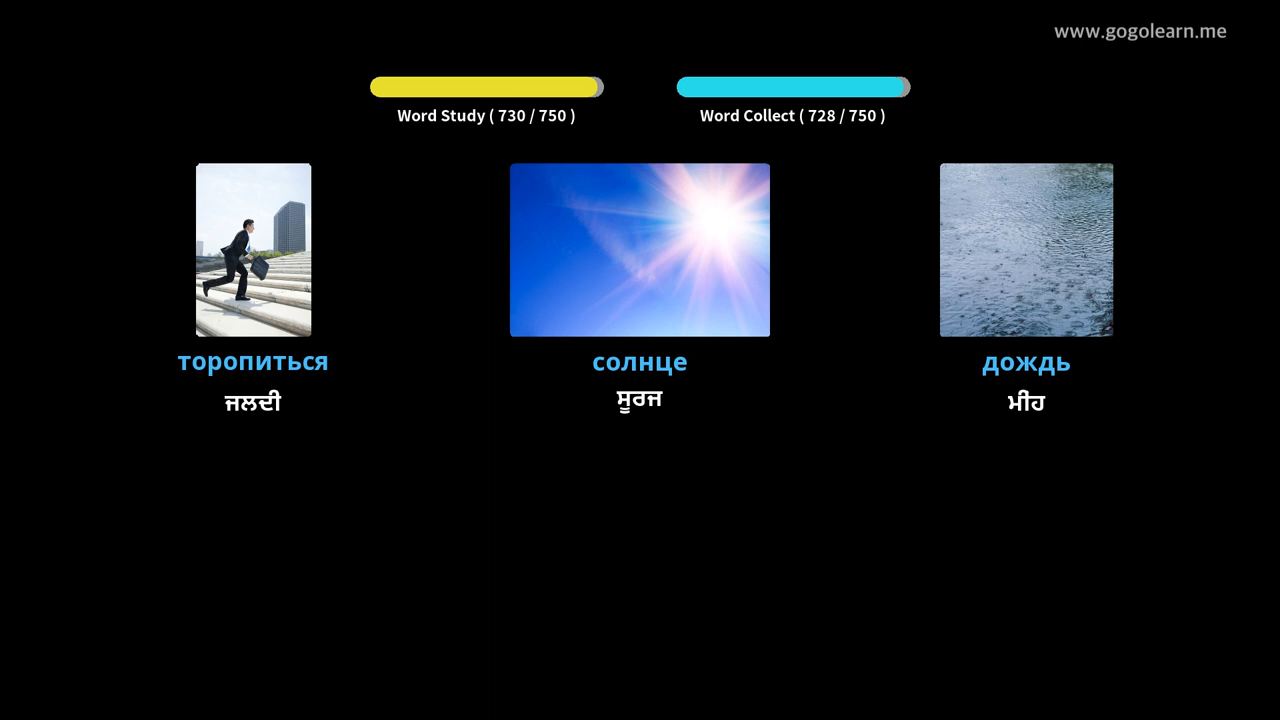 www.gogolearn.me
Word Study ( 730 / 750 )
Word Collect ( 728 / 750 )
торопиться
солнце
дождь
ਜਲਦੀ
ਸੂਰਜ
ਮੀਂਹ